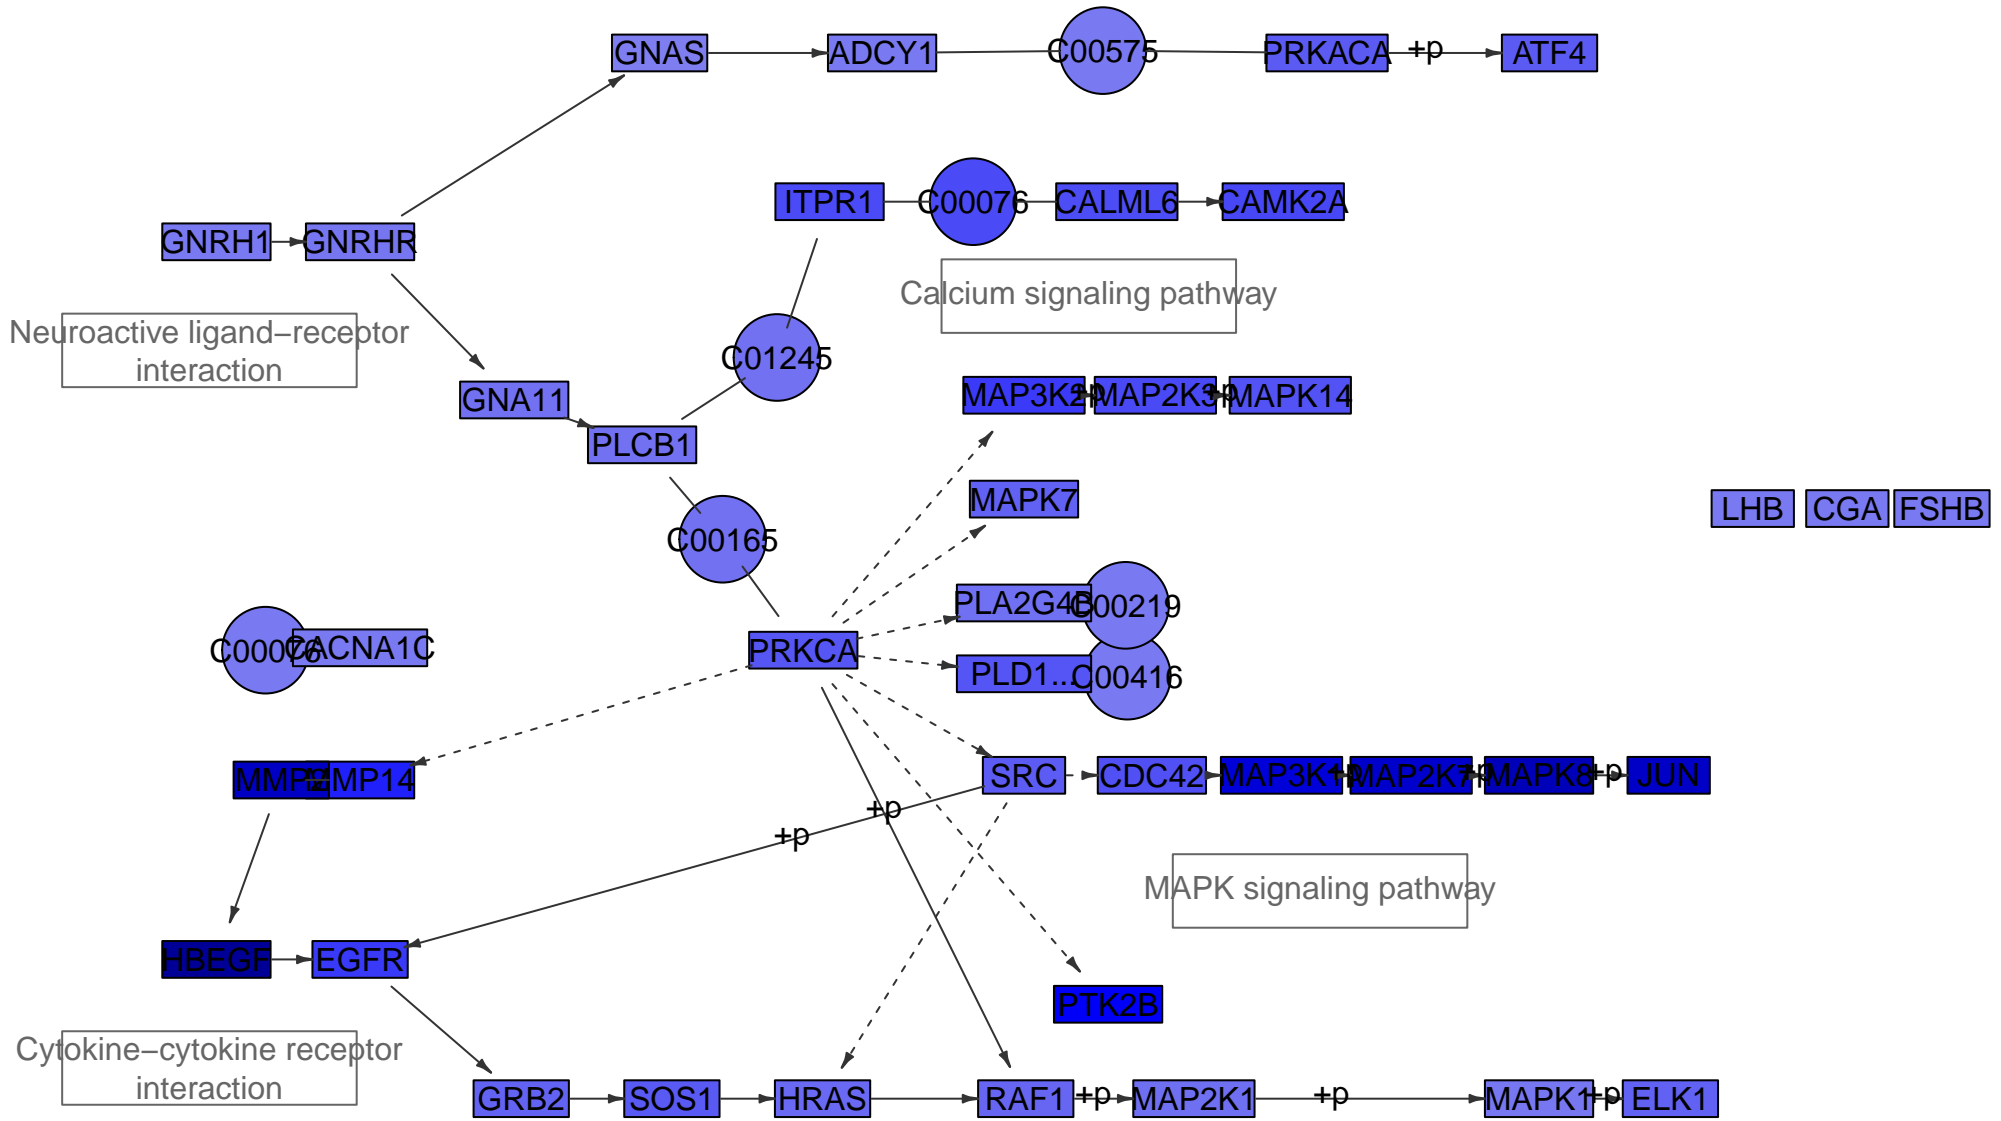 GNAS
ADCY1
C00575
PRKACA
+p
ATF4
ITPR1
C00076
CALML6
CAMK2A
GNRH1
GNRHR
Calcium signaling pathway
Neuroactive ligand–receptor
interaction
C01245
GNA11
MAP3K2
+p
MAP2K3
+p
MAPK14
PLCB1
MAPK7
LHB
CGA
FSHB
C00165
PLA2G4B
C00219
C00076
CACNA1C
PRKCA
PLD1...
C00416
MMP2
MMP14
SRC
CDC42
MAP3K1
+p
MAP2K7
+p
MAPK8
+p
JUN
+p
+p
MAPK signaling pathway
HBEGF
EGFR
PTK2B
Cytokine–cytokine receptor
interaction
GRB2
SOS1
HRAS
RAF1
+p
MAP2K1
+p
MAPK1
+p
ELK1